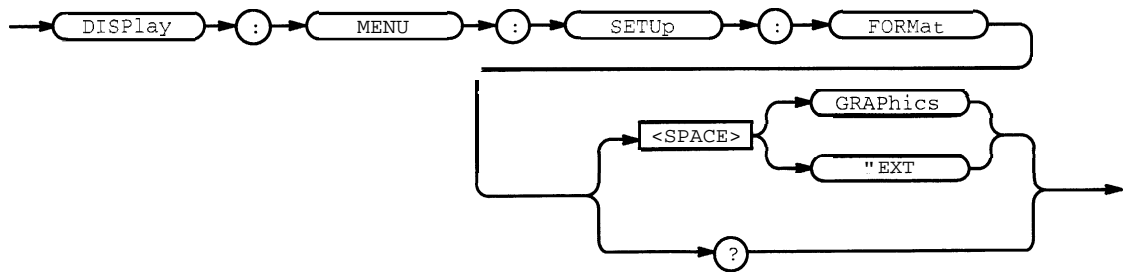 DISPlay : MENU : SETUp : FORMat
GRAPhics
<SPACE>
"EXT
?